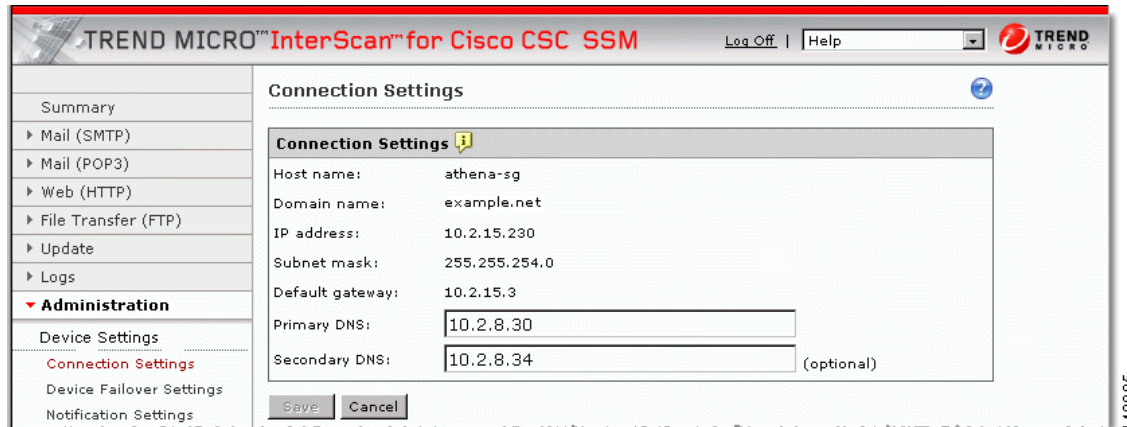 TREND MICRO™ InterScan™ for Cisco CSC SSM
Log Off | Help
TREND MICRO
Summary
Mail (SMTP)
Mail (POP3)
Web (HTTP)
File Transfer (FTP)
Update
Logs
Administration
Device Settings
Connection Settings
Device Failover Settings
Notification Settings
Connection Settings
?
Connection Settings
Host name: athena-sg
Domain name: example.net
IP address: 10.2.15.230
Subnet mask: 255.255.254.0
Default gateway: 10.2.15.3
Primary DNS: 10.2.8.30
Secondary DNS: 10.2.8.34 (optional)
Save Cancel